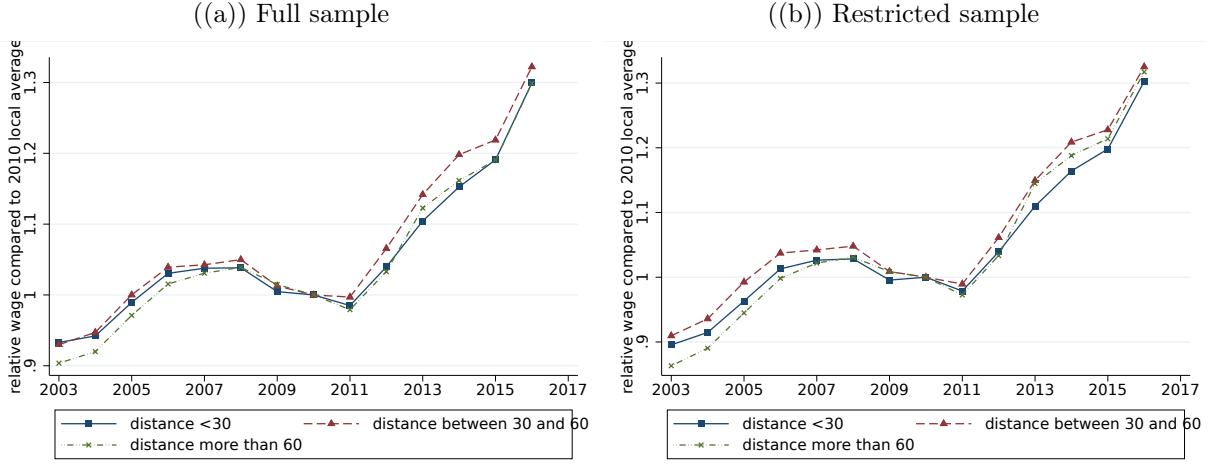 ((a)) Full sample
relative wage compared to 2010 local average
1.3
1.2
1.1
1
.9
2003 2005 2007 2009 2011 2013 2015 2017
distance <30 distance between 30 and 60
distance more than 60
((b)) Restricted sample
relative wage compared to 2010 local average
1.3
1.2
1.1
1
.9
2003 2005 2007 2009 2011 2013 2015 2017
distance <30 distance between 30 and 60
distance more than 60